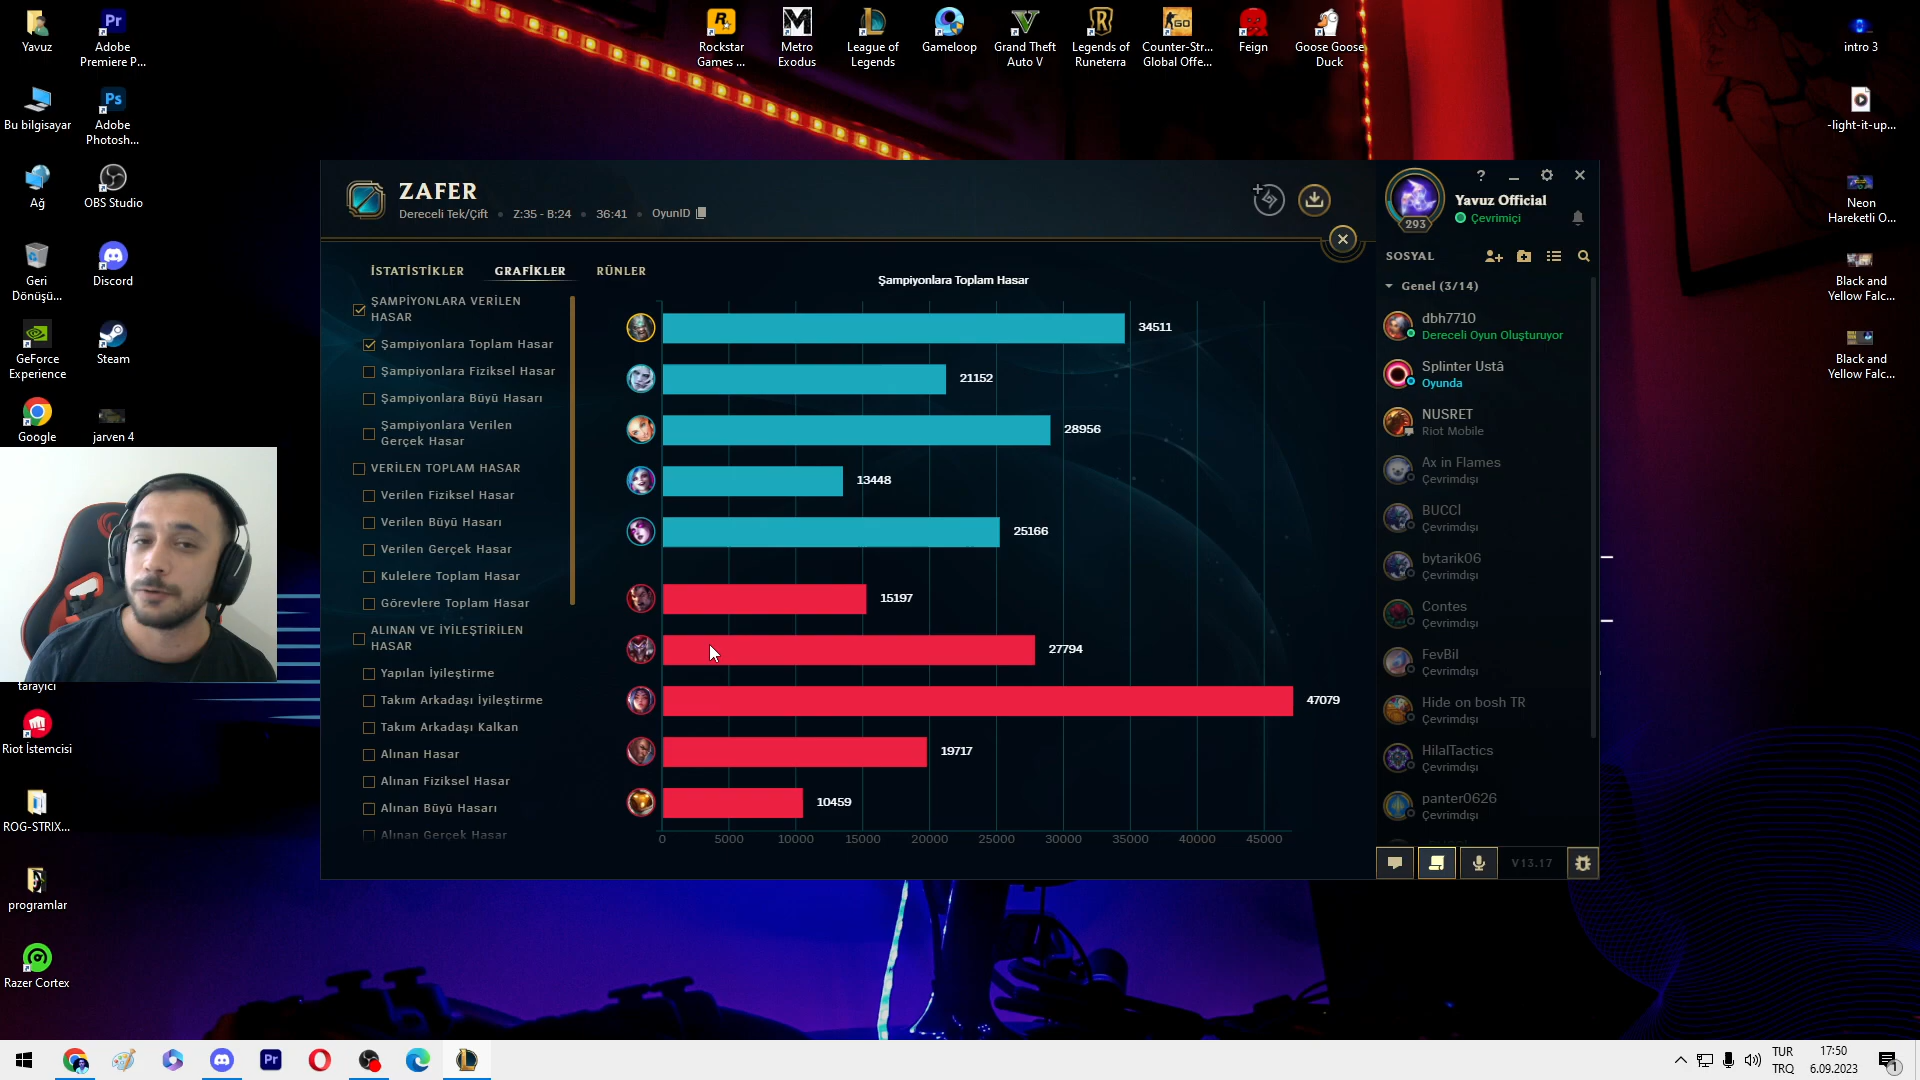 Yavuz
Adobe
Premiere P...
Bu bilgisayar
Adobe
Photosh...
Ağ
OBS Studio
Geri
Dönüşü...
Discord
GeForce
Experience
Steam
Google
jarven 4
tarayıcı
Riot İstemcisi
ROG-STRIX...
programlar
Razer Cortex
Rockstar
Games ...
Metro
Exodus
League of
Legends
Gameloop
Grand Theft
Auto V
Legends of
Runeterra
Counter-Str...
Global Offe...
Feign
Goose Goose
Duck
intro 3
-light-it-up...
Neon
Hareketli O...
Black and
Yellow Falc...
Black and
Yellow Falc...
ZAFER
Dereceli Tek/Çift • Z:35 - B:24 • 36:41 • OyunID
İSTATİSTİKLER GRAFİKLER RÜNLER
ŞAMPİYONLARA VERİLEN
HASAR
Şampiyonlara Toplam Hasar
Şampiyonlara Fiziksel Hasar
Şampiyonlara Büyü Hasarı
Şampiyonlara Verilen
Gerçek Hasar
VERİLEN TOPLAM HASAR
Verilen Fiziksel Hasar
Verilen Büyü Hasarı
Verilen Gerçek Hasar
Kulelere Toplam Hasar
Görevlere Toplam Hasar
ALINAN VE İYİLEŞTİRİLEN
HASAR
Yapılan İyileştirme
Takım Arkadaşı İyileştirme
Takım Arkadaşı Kalkan
Alınan Hasar
Alınan Fiziksel Hasar
Alınan Büyü Hasarı
Alınan Gerçek Hasar
Şampiyonlara Toplam Hasar
34511
21152
28956
13448
25166
15197
27794
47079
19717
10459
0 5000 10000 15000 20000 25000 30000 35000 40000 45000
?
293
Yavuz Official
Çevrimiçi
SOSYAL
Genel (3/14)
dbh7710
Dereceli Oyun Oluşturuyor
Splinter Ustâ
Oyunda
NUSRET
Riot Mobile
Ax in Flames
Çevrimdışı
BUCCİ
Çevrimdışı
bytarik06
Çevrimdışı
Contes
Çevrimdışı
FevBil
Çevrimdışı
Hide on bosh TR
Çevrimdışı
HilalTactics
Çevrimdışı
panter0626
Çevrimdışı
V13.17
TUR
TRQ
17:50
6.09.2023
1